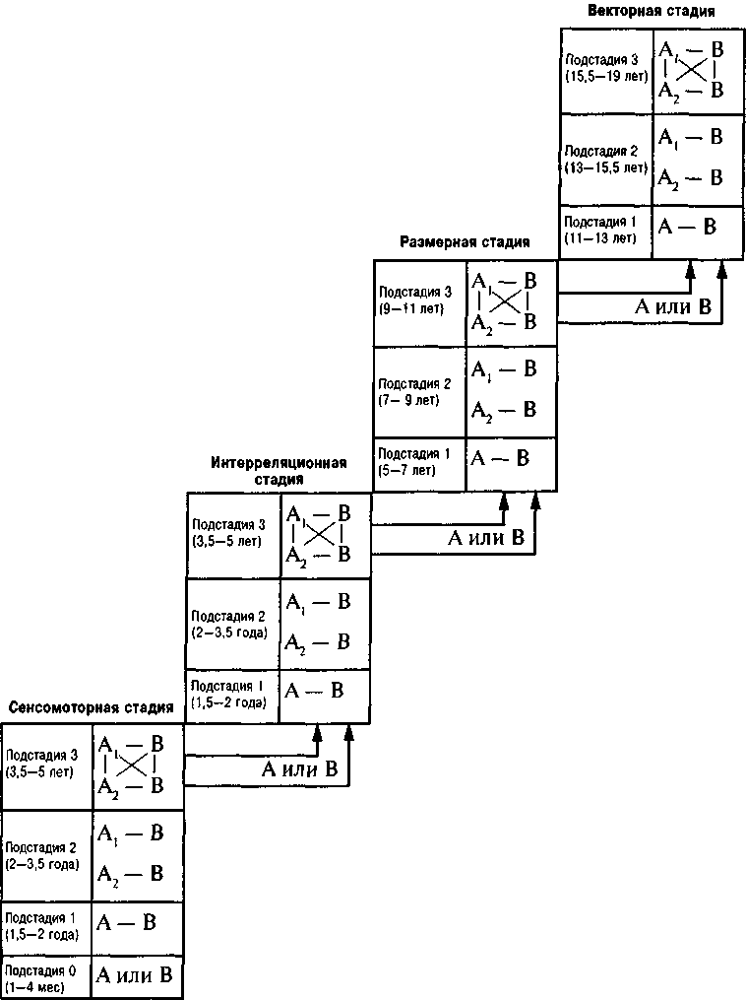 Векторная стадия
Подстадия 3
(15,5—19 лет)
A₁ — B
A₂ — B
Подстадия 2
(13—15,5 лет)
A₁ — B
A₂ — B
Подстадия 1
(11—13 лет)
A — B
Размерная стадия
Подстадия 3
(9—11 лет)
A₁ — B
A₂ — B
А или В
Подстадия 2
(7— 9 лет)
A₁ — B
A₂ — B
Подстадия 1
(5—7 лет)
A — B
Интерреляционная
стадия
Подстадия 3
(3,5—5 лет)
A₁ — B
A₂ — B
А или В
Подстадия 2
(2—3,5 года)
A₁ — B
A₂ — B
Подстадия 1
(1,5—2 года)
A — B
Сенсомоторная стадия
Подстадия 3
(3,5—5 лет)
A₁ — B
A₂ — B
А или В
Подстадия 2
(2—3,5 года)
A₁ — B
A₂ — B
Подстадия 1
(1,5—2 года)
A — B
Подстадия 0
(1—4 мес)
А или В